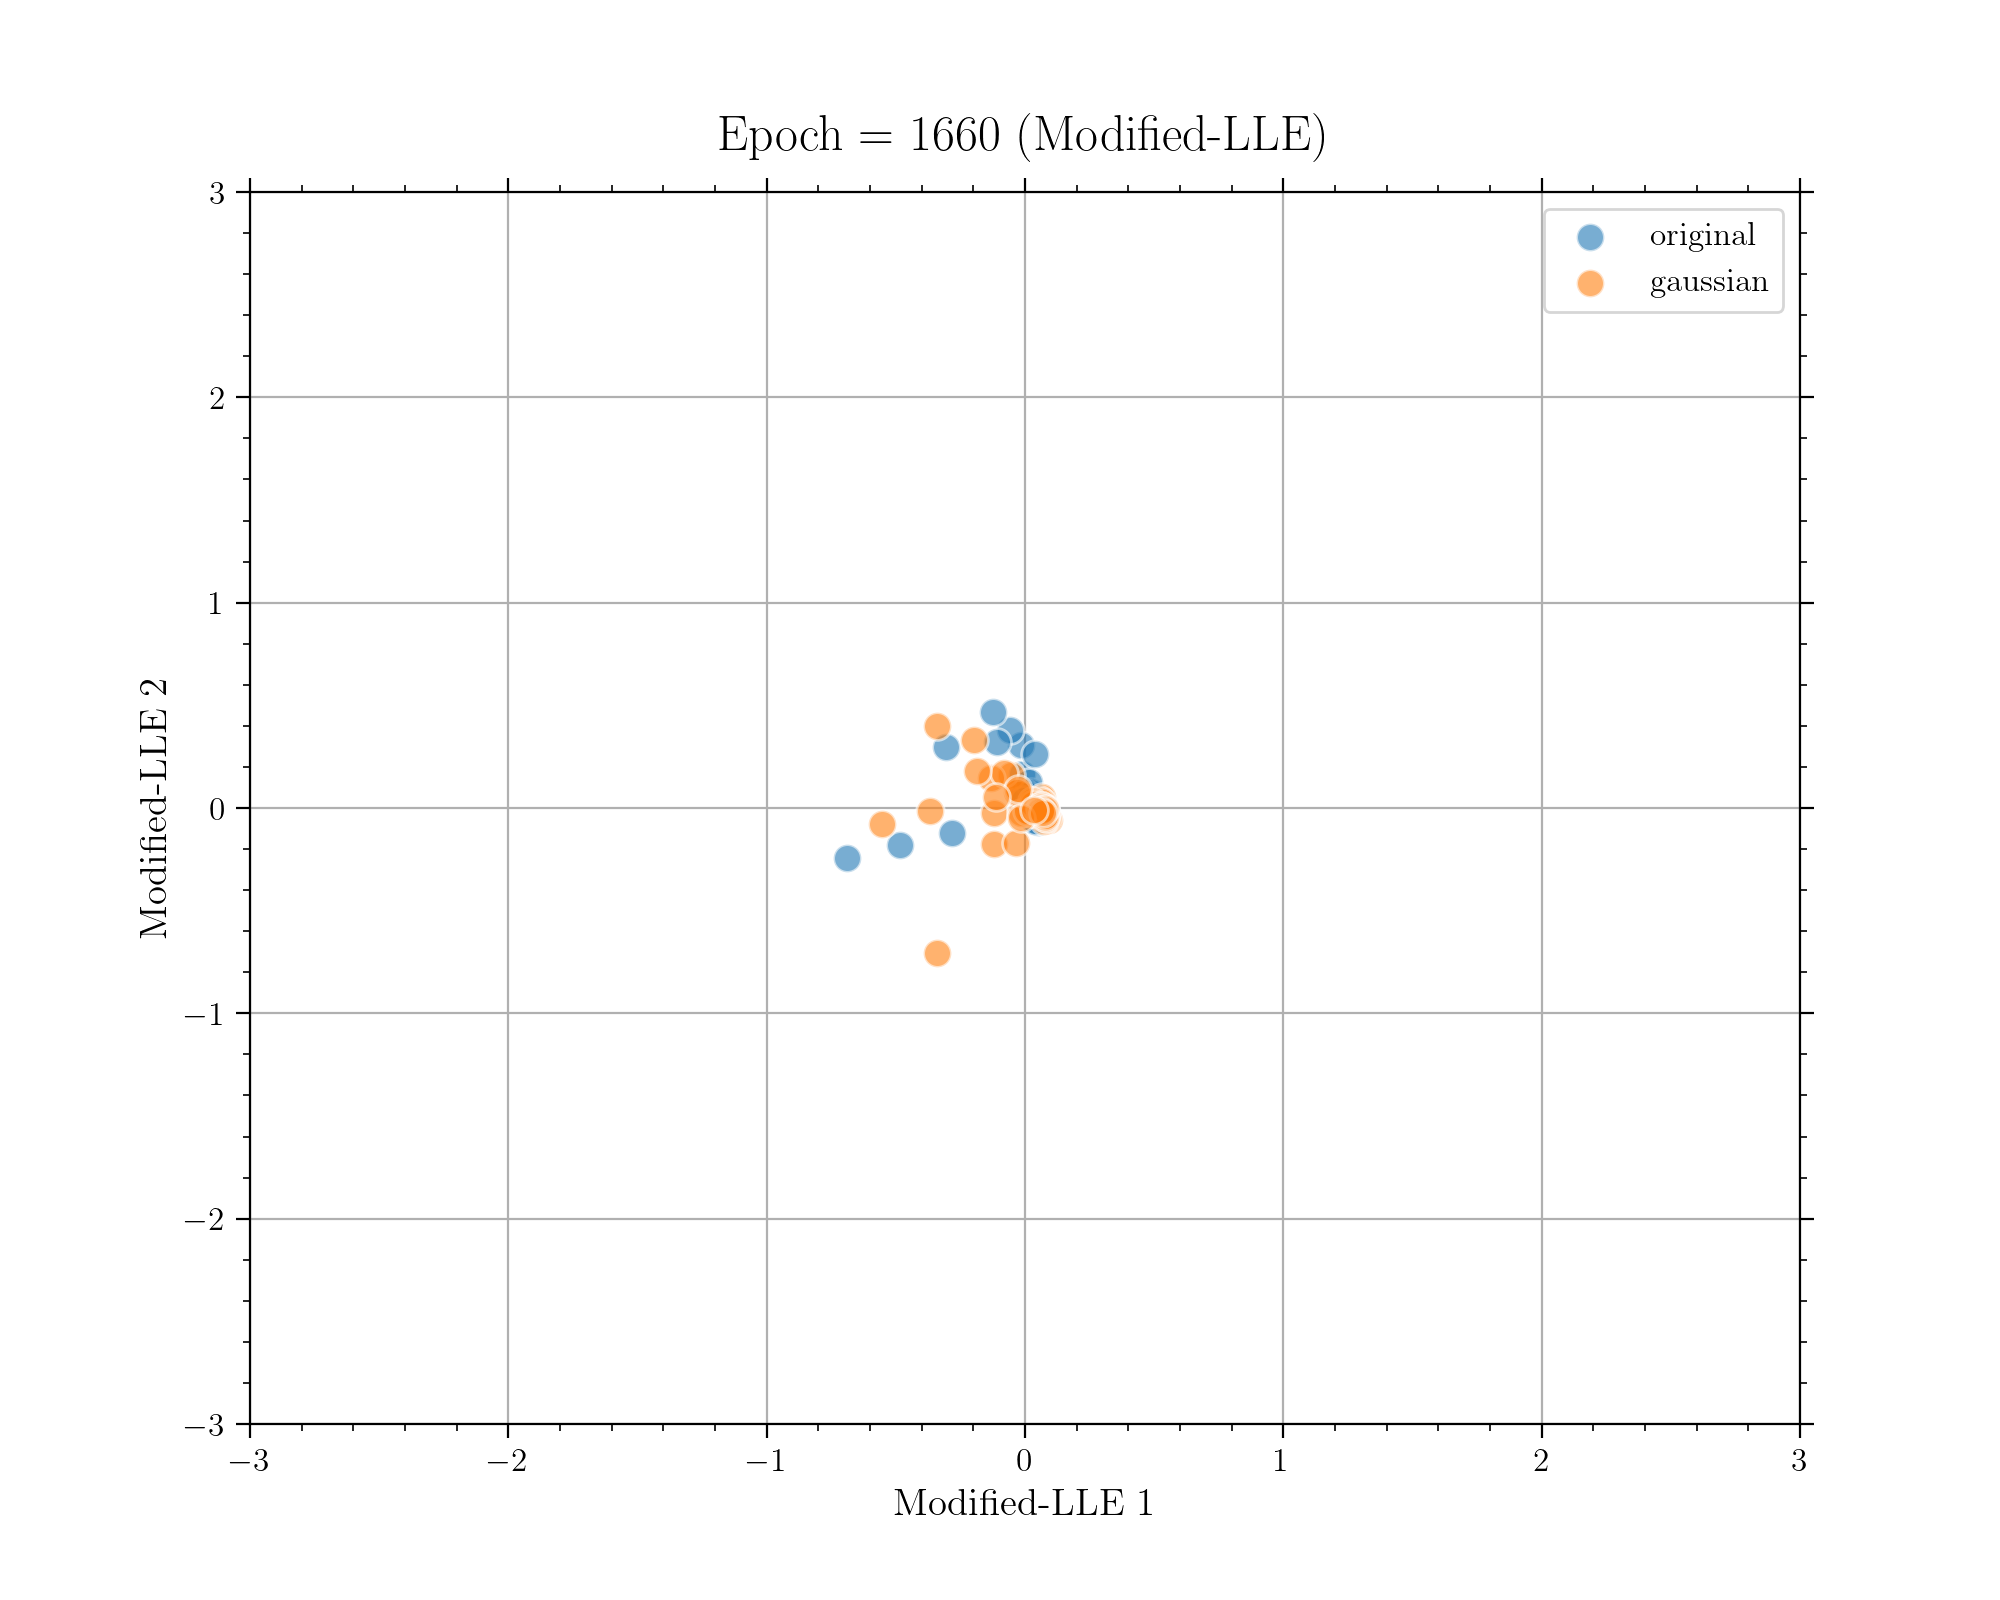 Epoch = 1660 (Modified-LLE)
original
gaussian
3
2
1
0
−1
−2
−3
Modified-LLE 2
−3 −2 −1 0 1 2 3
Modified-LLE 1